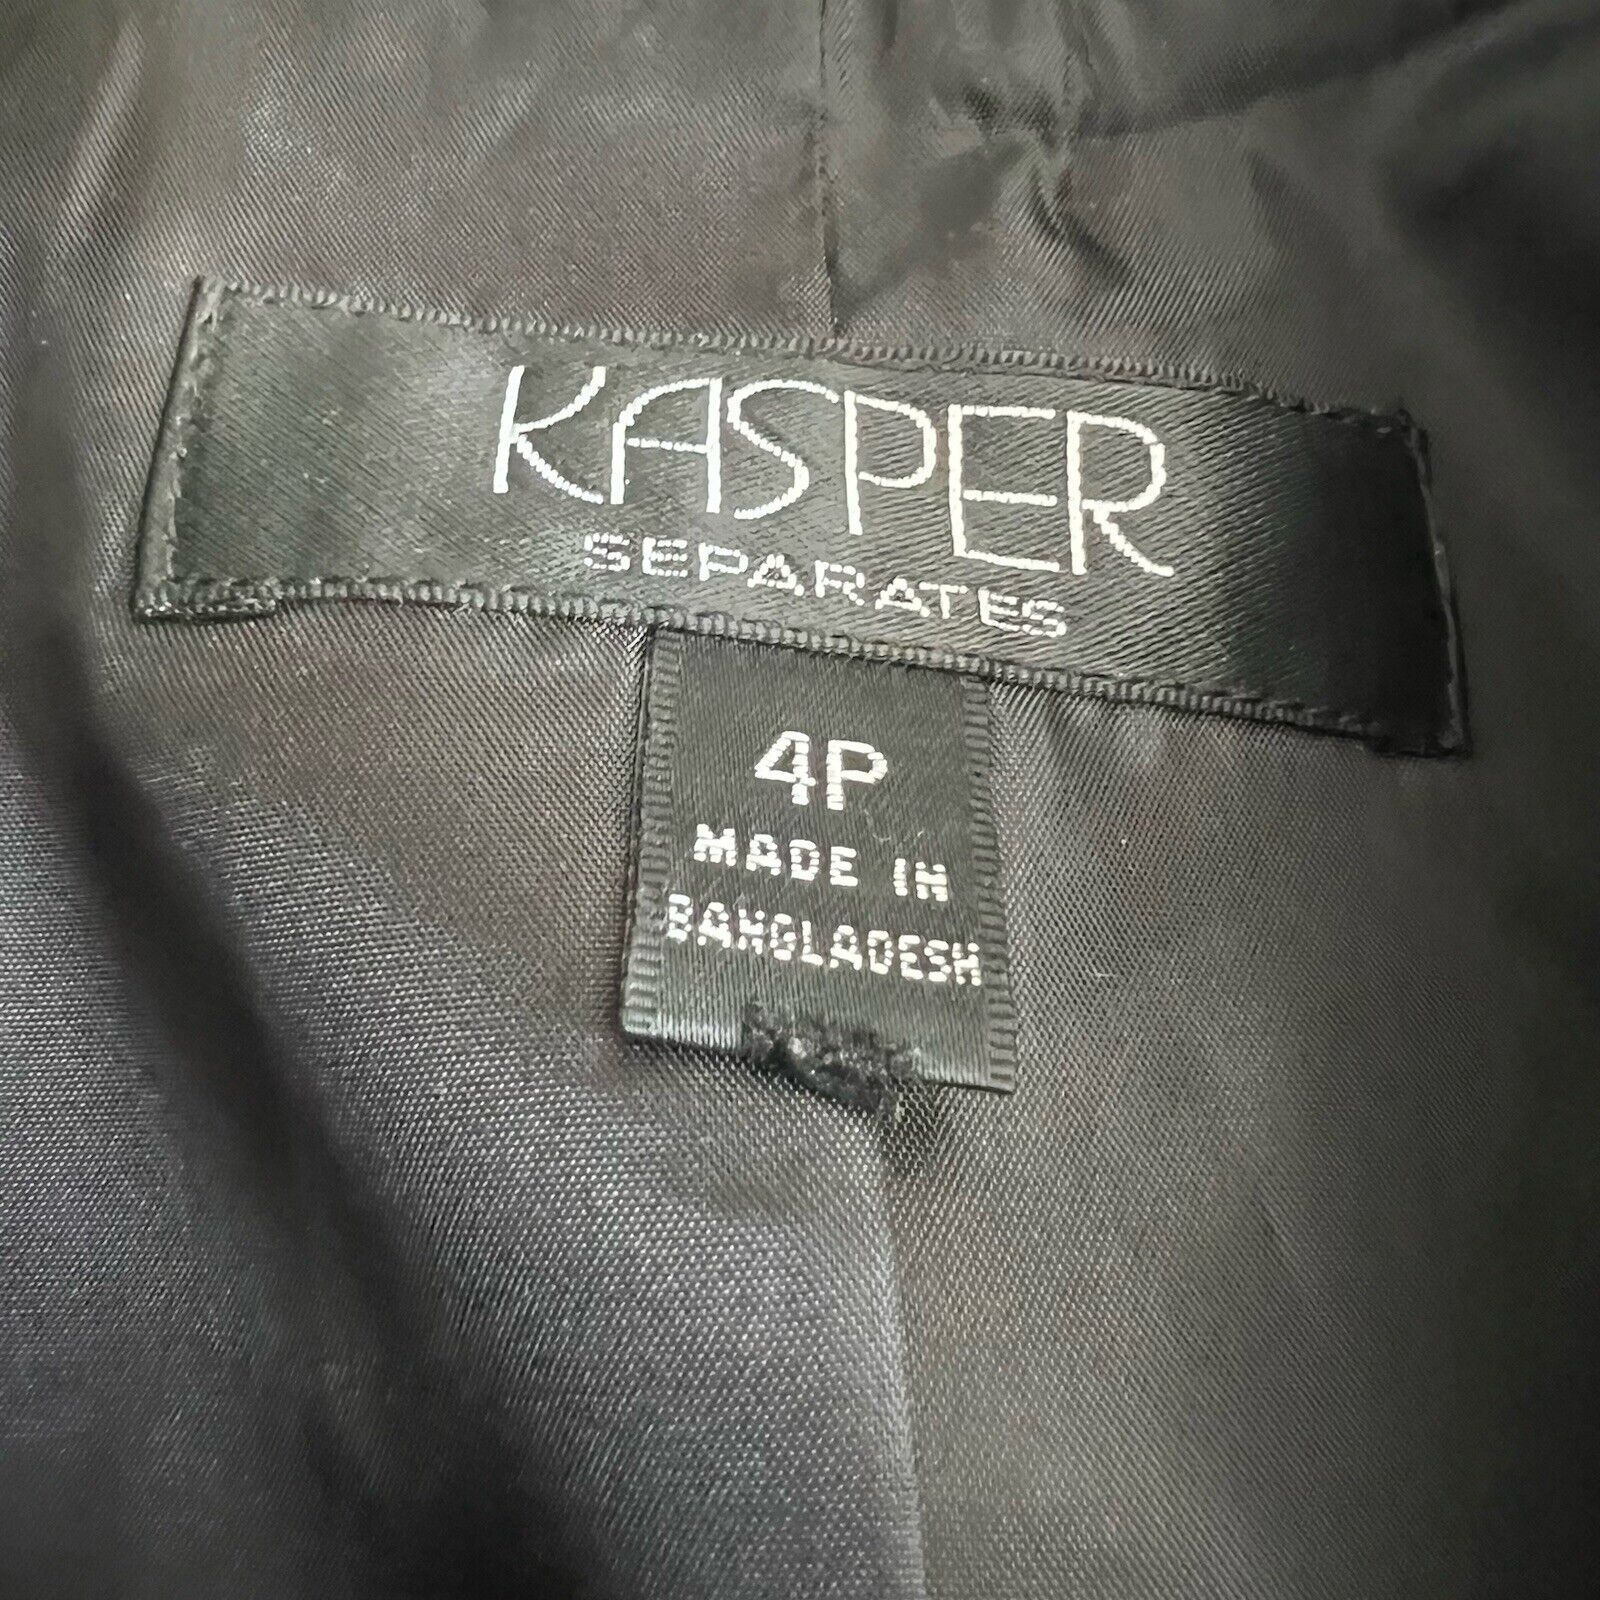 KASPER
SEPARATES
4P
MADE IN
BANGLADESH